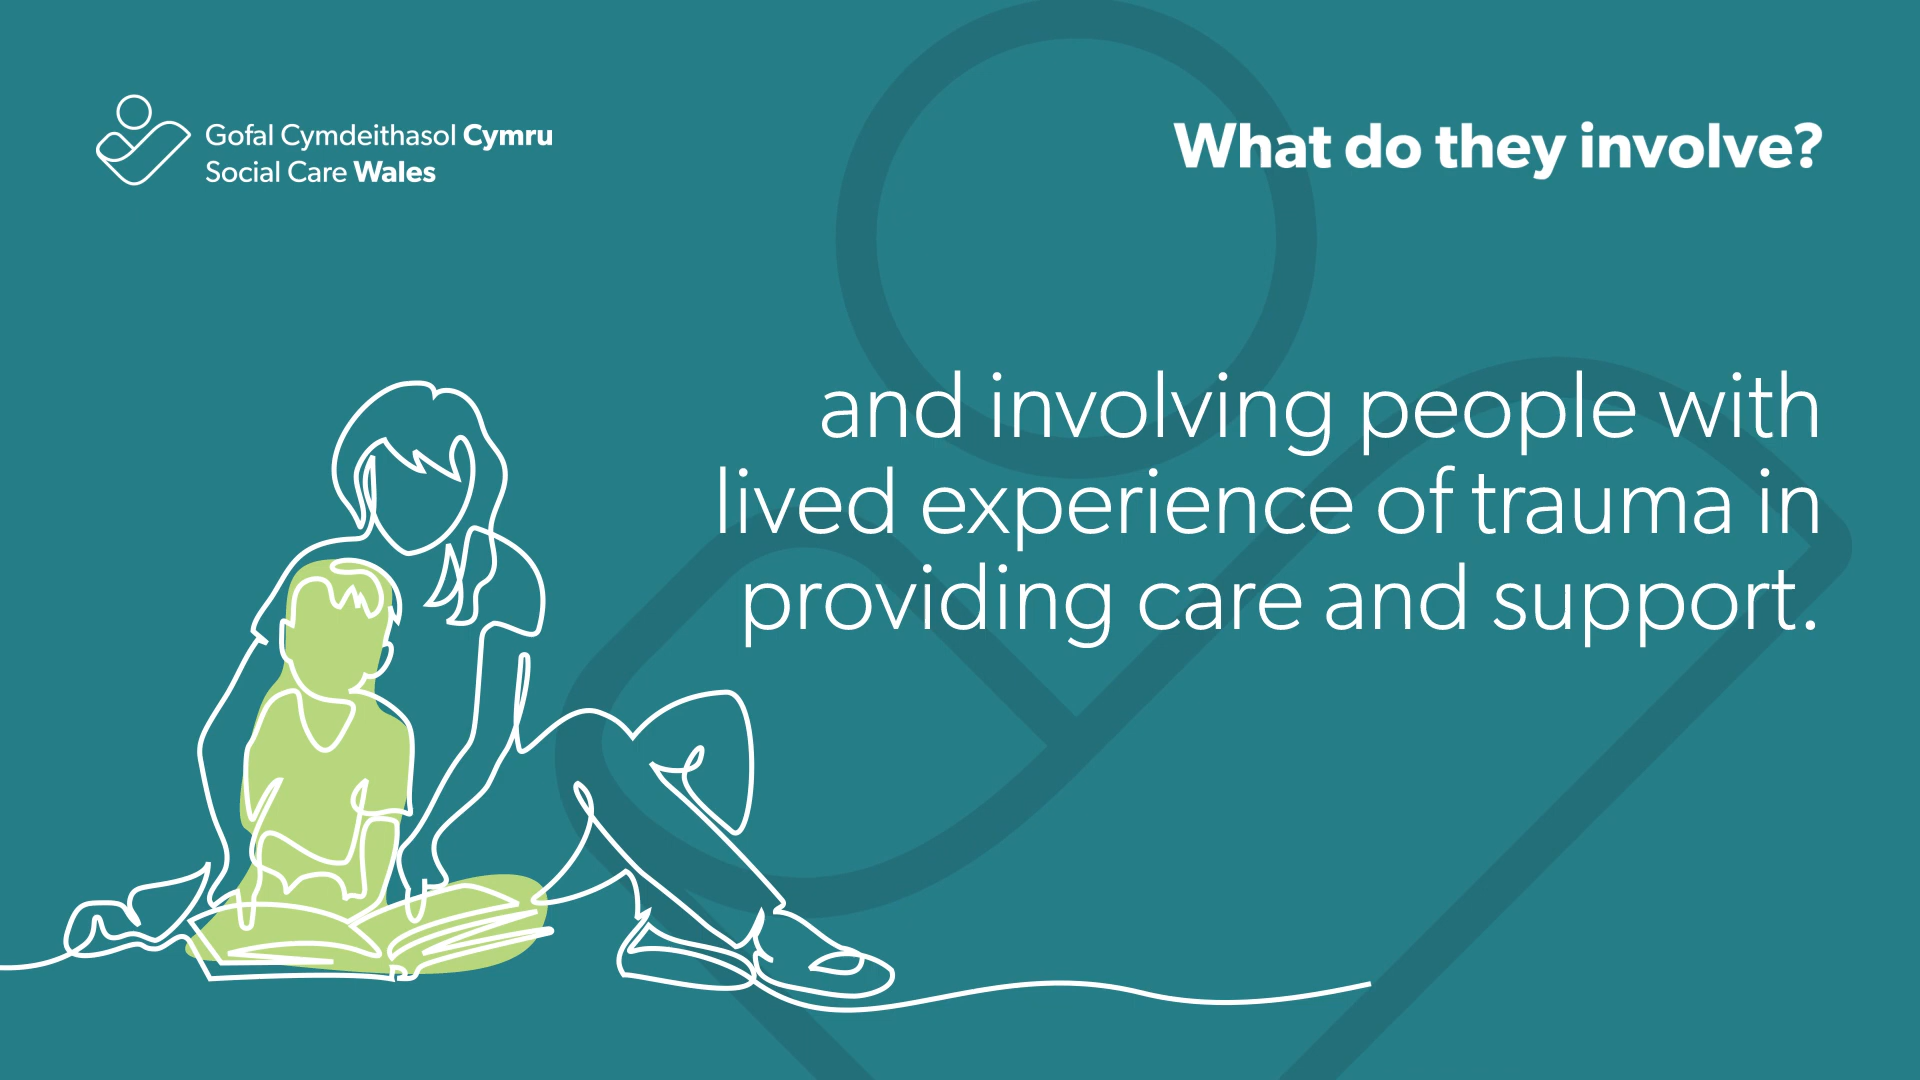 Gofal Cymdeithasol Cymru
Social Care Wales
What do they involve?
and involving people with
lived experience of trauma in
providing care and support.